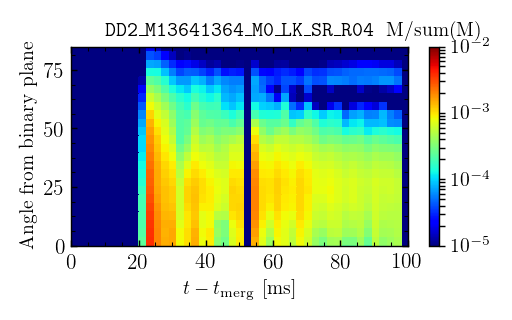 DD2_M13641364_M0_LK_SR_R04 M/sum(M)
Angle from binary plane
75
50
25
0
0 20 40 60 80 100
t − t_merg [ms]
10^−2
10^−3
10^−4
10^−5